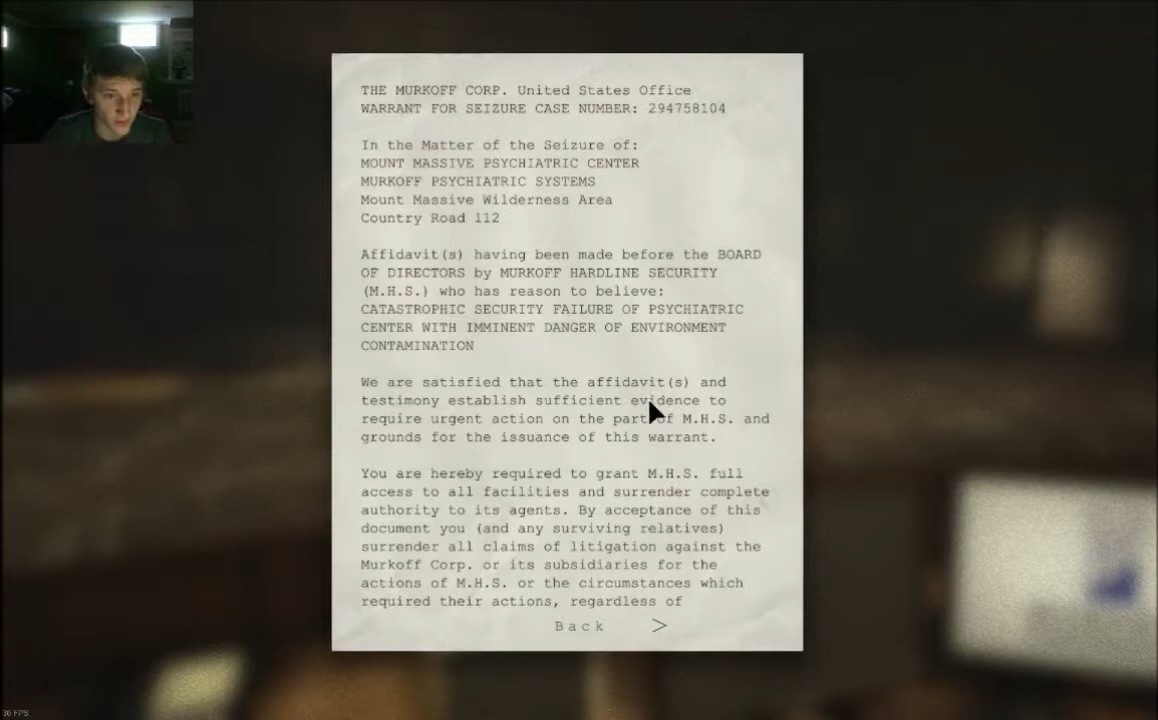 THE MURKOFF CORP. United States Office
WARRANT FOR SEIZURE CASE NUMBER: 294758104
In the Matter of the Seizure of:
MOUNT MASSIVE PSYCHIATRIC CENTER
MURKOFF PSYCHIATRIC SYSTEMS
Mount Massive Wilderness Area
Country Road 112
Affidavit(s) having been made before the BOARD
OF DIRECTORS by MURKOFF HARDLINE SECURITY
(M.H.S.) who has reason to believe:
CATASTROPHIC SECURITY FAILURE OF PSYCHIATRIC
CENTER WITH IMMINENT DANGER OF ENVIRONMENT
CONTAMINATION
We are satisfied that the affidavit(s) and
testimony establish sufficient evidence to
require urgent action on the part of M.H.S. and
grounds for the issuance of this warrant.
You are hereby required to grant M.H.S. full
access to all facilities and surrender complete
authority to its agents. By acceptance of this
document you (and any surviving relatives)
surrender all claims of litigation against the
Murkoff Corp. or its subsidiaries for the
actions of M.H.S. or the circumstances which
required their actions, regardless of
Back >
30 FPS